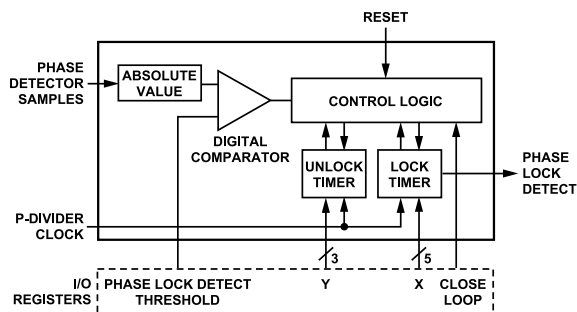 RESET
PHASE
DETECTOR
SAMPLES
ABSOLUTE
VALUE
CONTROL LOGIC
DIGITAL
COMPARATOR
UNLOCK
TIMER
LOCK
TIMER
PHASE
LOCK
DETECT
P-DIVIDER
CLOCK
3
5
I/O
REGISTERS
PHASE LOCK DETECT
THRESHOLD
Y
X
CLOSE
LOOP